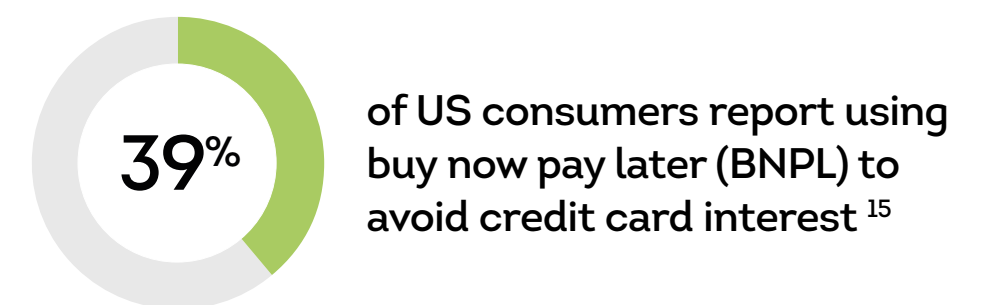 39%
of US consumers report using
buy now pay later (BNPL) to
avoid credit card interest 15